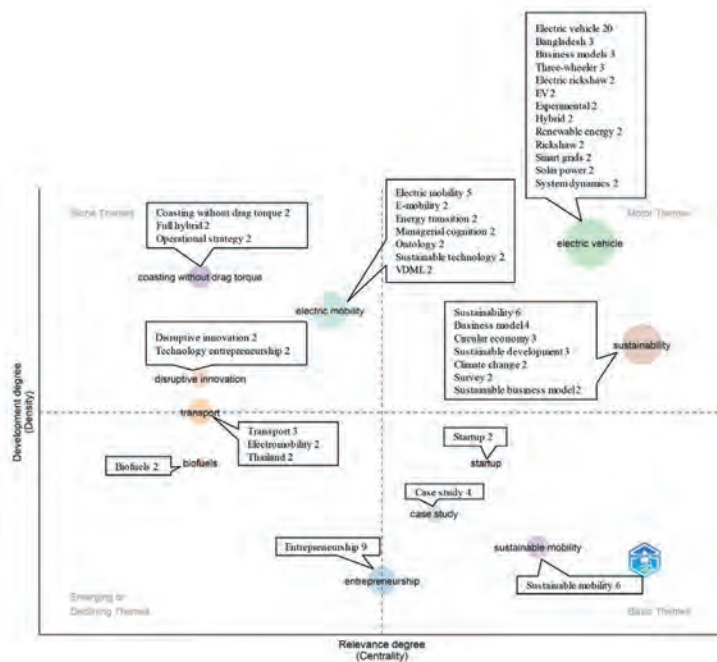 Electric vehicle 20
Bangladesh 3
Business models 3
Three-wheeler 3
Electric rickshaw 2
EV 2
Experimental 2
Hybrid 2
Renewable energy 2
Rickshaw 2
Smart grids 2
Solar power 2
System dynamics 2
Niche Themes
Motor Themes
electric vehicle
Coasting without drag torque 2
Full hybrid 2
Operational strategy 2
coasting without drag torque
Electric mobility 5
E-mobility 2
Energy transition 2
Managerial cognition 2
Ontology 2
Sustainable technology 2
VDML 2
electric mobility
Sustainability 6
Business model 4
Circular economy 3
Sustainable development 3
Climate change 2
Survey 2
Sustainable business model 2
sustainability
Disruptive innovation 2
Technology entrepreneurship 2
disruptive innovation
transport
Transport 3
Electromobility 2
Thailand 2
Biofuels 2
biofuels
Startup 2
startup
Case study 4
case study
Entrepreneurship 9
entrepreneurship
sustainable mobility
Sustainable mobility 6
Emerging or
Declining Themes
Basic Themes
Development degree
(Density)
Relevance degree
(Centrality)